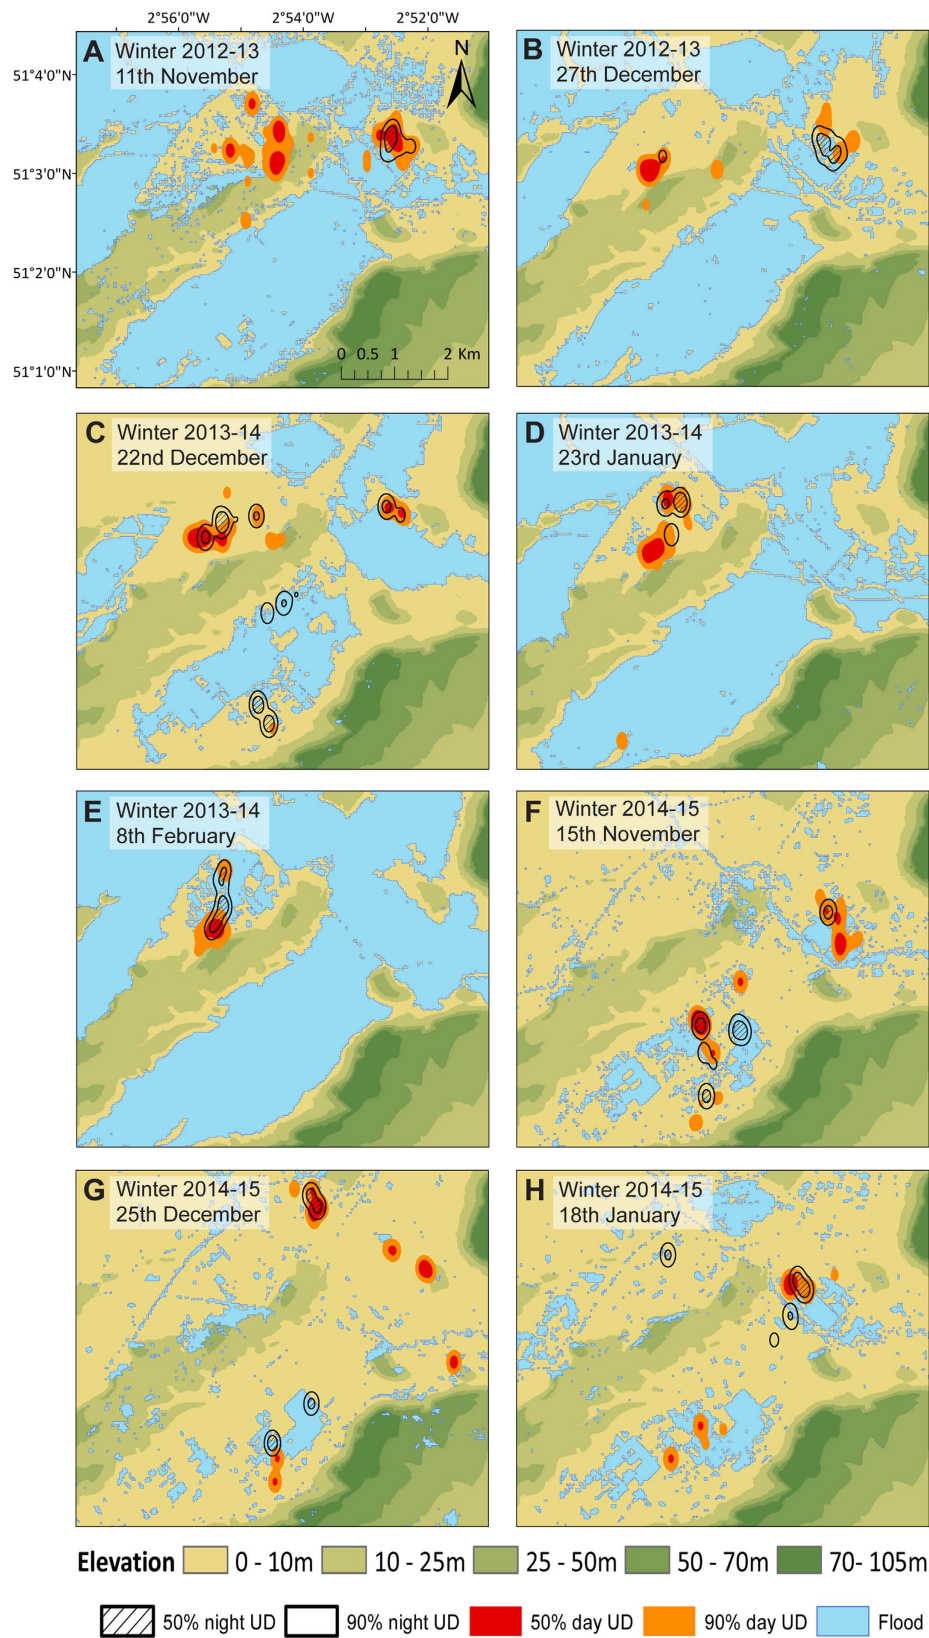 2°56'0"W 2°54'0"W 2°52'0"W
A Winter 2012-13
11th November
N
51°4'0"N
51°3'0"N
51°2'0"N
51°1'0"N
0 0.5 1 2 Km
B Winter 2012-13
27th December
C Winter 2013-14
22nd December
D Winter 2013-14
23rd January
E Winter 2013-14
8th February
F Winter 2014-15
15th November
G Winter 2014-15
25th December
H Winter 2014-15
18th January
Elevation 0 - 10m 10 - 25m 25 - 50m 50 - 70m 70- 105m
50% night UD 90% night UD 50% day UD 90% day UD Flood